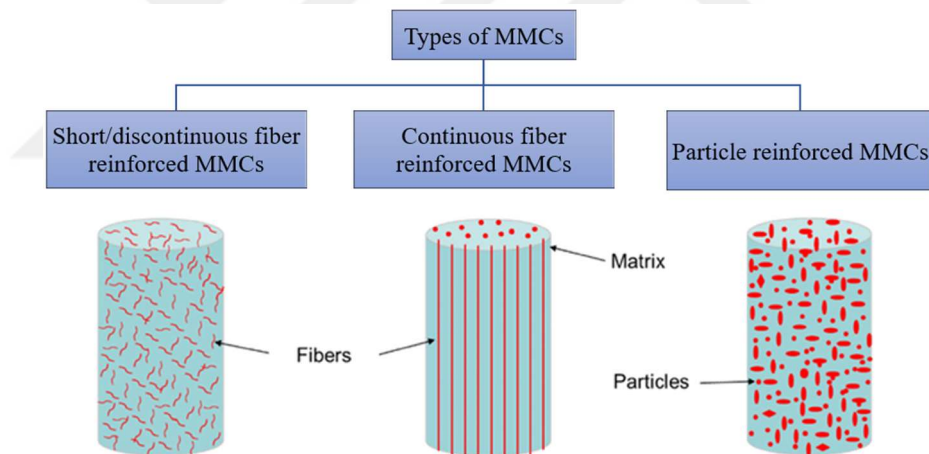 Types of MMCs
Short/discontinuous fiber
reinforced MMCs
Continuous fiber
reinforced MMCs
Particle reinforced MMCs
Matrix
Fibers
Particles